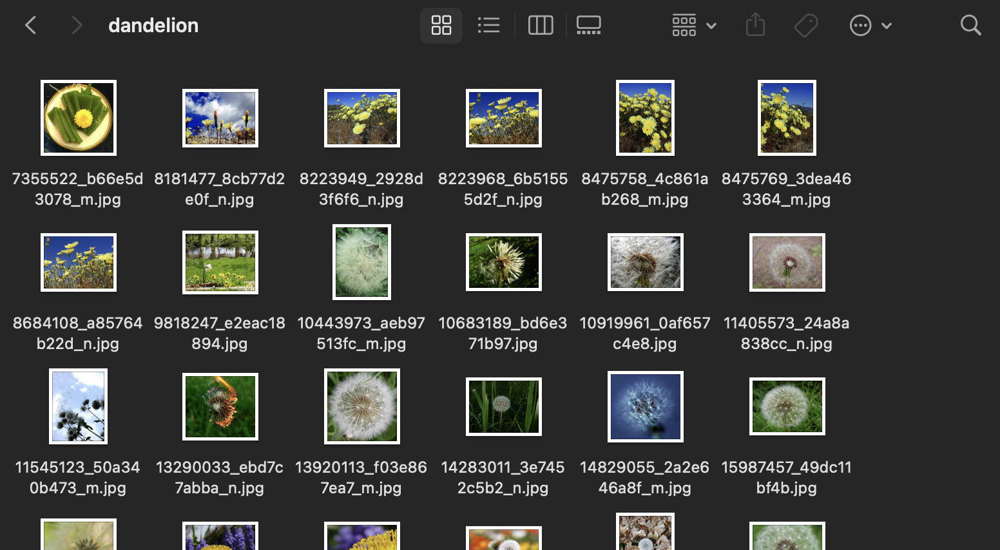 dandelion
7355522_b66e5d
3078_m.jpg
8181477_8cb77d2
e0f_n.jpg
8223949_2928d
3f6f6_n.jpg
8223968_6b5155
5d2f_n.jpg
8475758_4c861a
b268_m.jpg
8475769_3dea46
3364_m.jpg
8684108_a85764
b22d_n.jpg
9818247_e2eac18
894.jpg
10443973_aeb97
513fc_m.jpg
10683189_bd6e3
71b97.jpg
10919961_0af657
c4e8.jpg
11405573_24a8a
838cc_n.jpg
11545123_50a34
0b473_m.jpg
13290033_ebd7c
7abba_n.jpg
13920113_f03e86
7ea7_m.jpg
14283011_3e745
2c5b2_n.jpg
14829055_2a2e6
46a8f_m.jpg
15987457_49dc11
bf4b.jpg